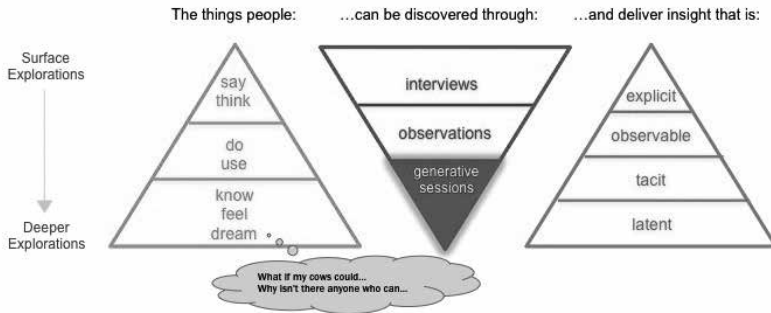 The things people:
…can be discovered through:
…and deliver insight that is:
Surface
Explorations
Deeper
Explorations
say
think
do
use
know
feel
dream
interviews
observations
generative
sessions
explicit
observable
tacit
latent
What if my cows could...
Why isn't there anyone who can...